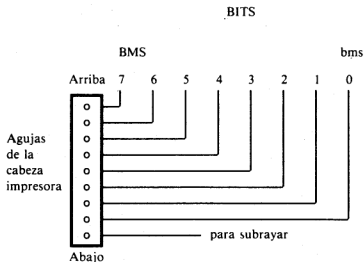 BITS
BMS bms
Arriba 7 6 5 4 3 2 1 0
Agujas
de la
cabeza
impresora
para subrayar
Abajo